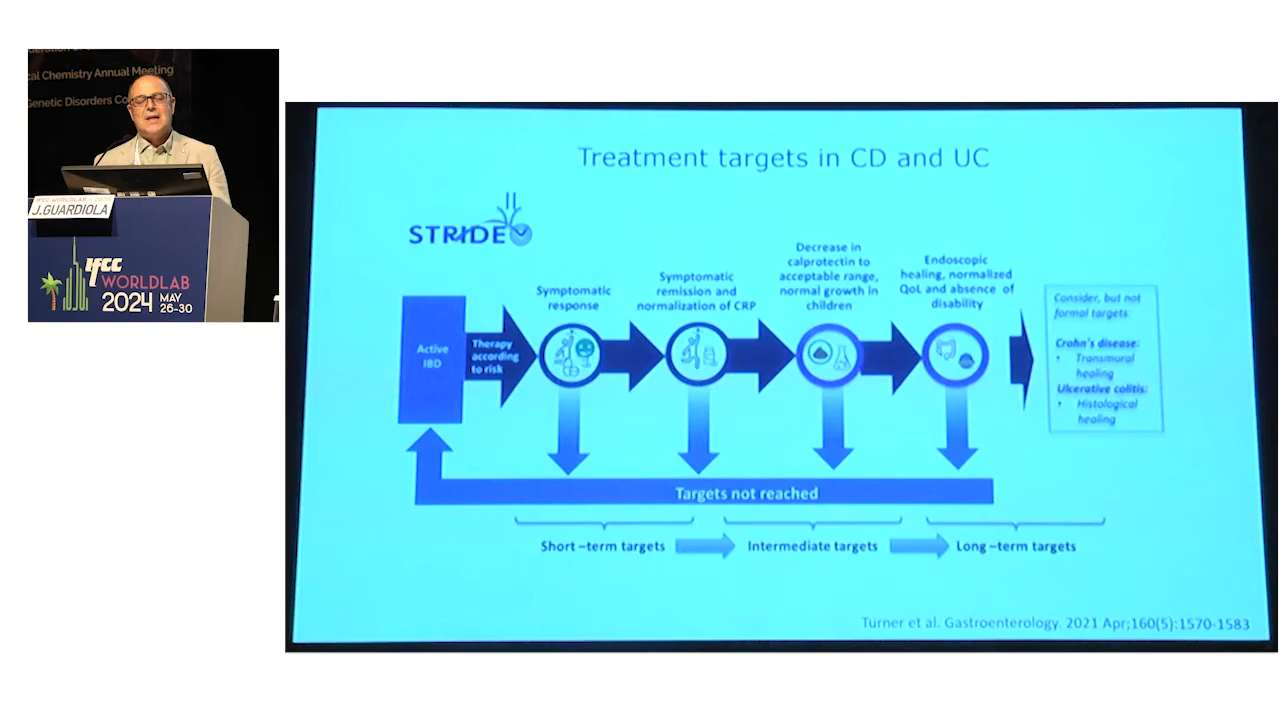 cal Chemistry Annual Meeting
Genetic Disorders
J.GUARDIOLA
IFCC
WORLDLAB
2024 MAY
26-30
Treatment targets in CD and UC
STRIDE II
Symptomatic
response
Symptomatic
remission and
normalization of CRP
Decrease in
calprotectin to
acceptable range,
normal growth in
children
Endoscopic
healing, normalized
QoL and absence of
disability
Consider, but not
formal targets:
Crohn's disease:
• Transmural
healing
Ulcerative colitis:
• Histological
healing
Active
IBD
Therapy
according
to risk
Targets not reached
Short –term targets
Intermediate targets
Long –term targets
Turner et al. Gastroenterology. 2021 Apr;160(5):1570-1583